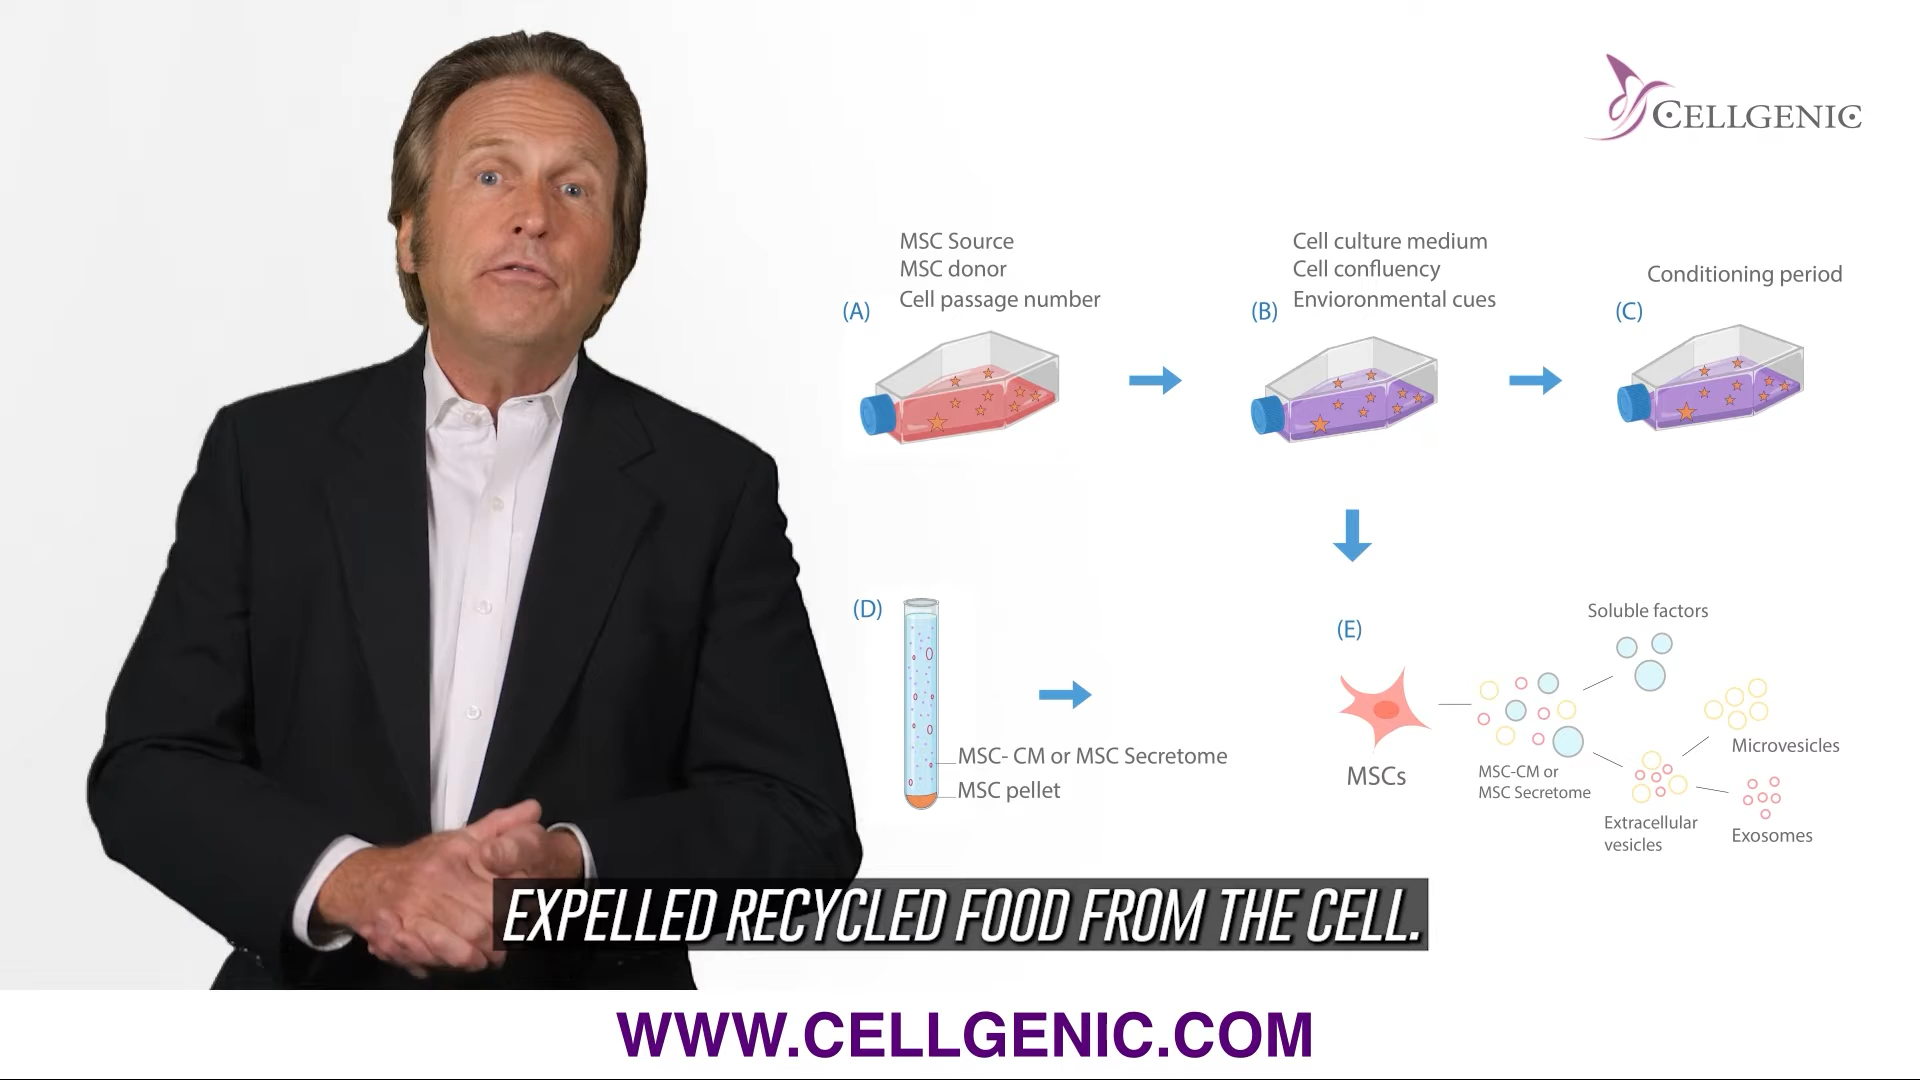 CELLGENIC
MSC Source
MSC donor
Cell passage number
(A)
Cell culture medium
Cell confluency
Envioronmental cues
(B)
Conditioning period
(C)
(D)
MSC- CM or MSC Secretome
MSC pellet
(E)
MSCs
MSC-CM or
MSC Secretome
Soluble factors
Extracellular
vesicles
Microvesicles
Exosomes
EXPELLED RECYCLED FOOD FROM THE CELL.
WWW.CELLGENIC.COM